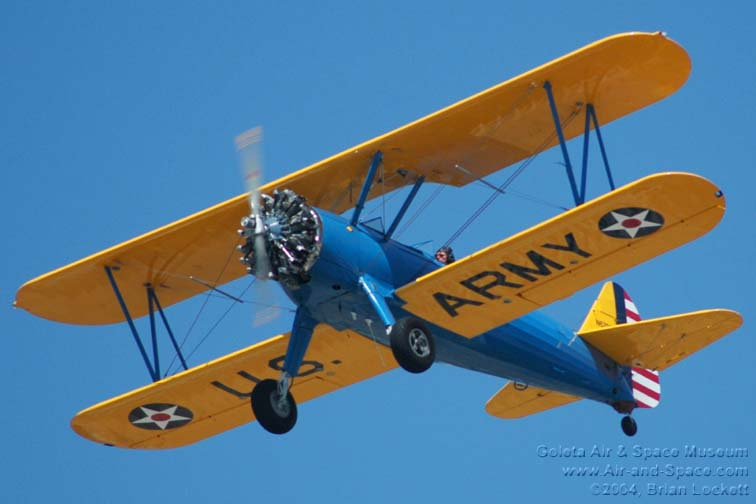 U.S. ARMY
Goleta Air & Space Museum
www.Air-and-Space.com
©2004, Brian Lockett